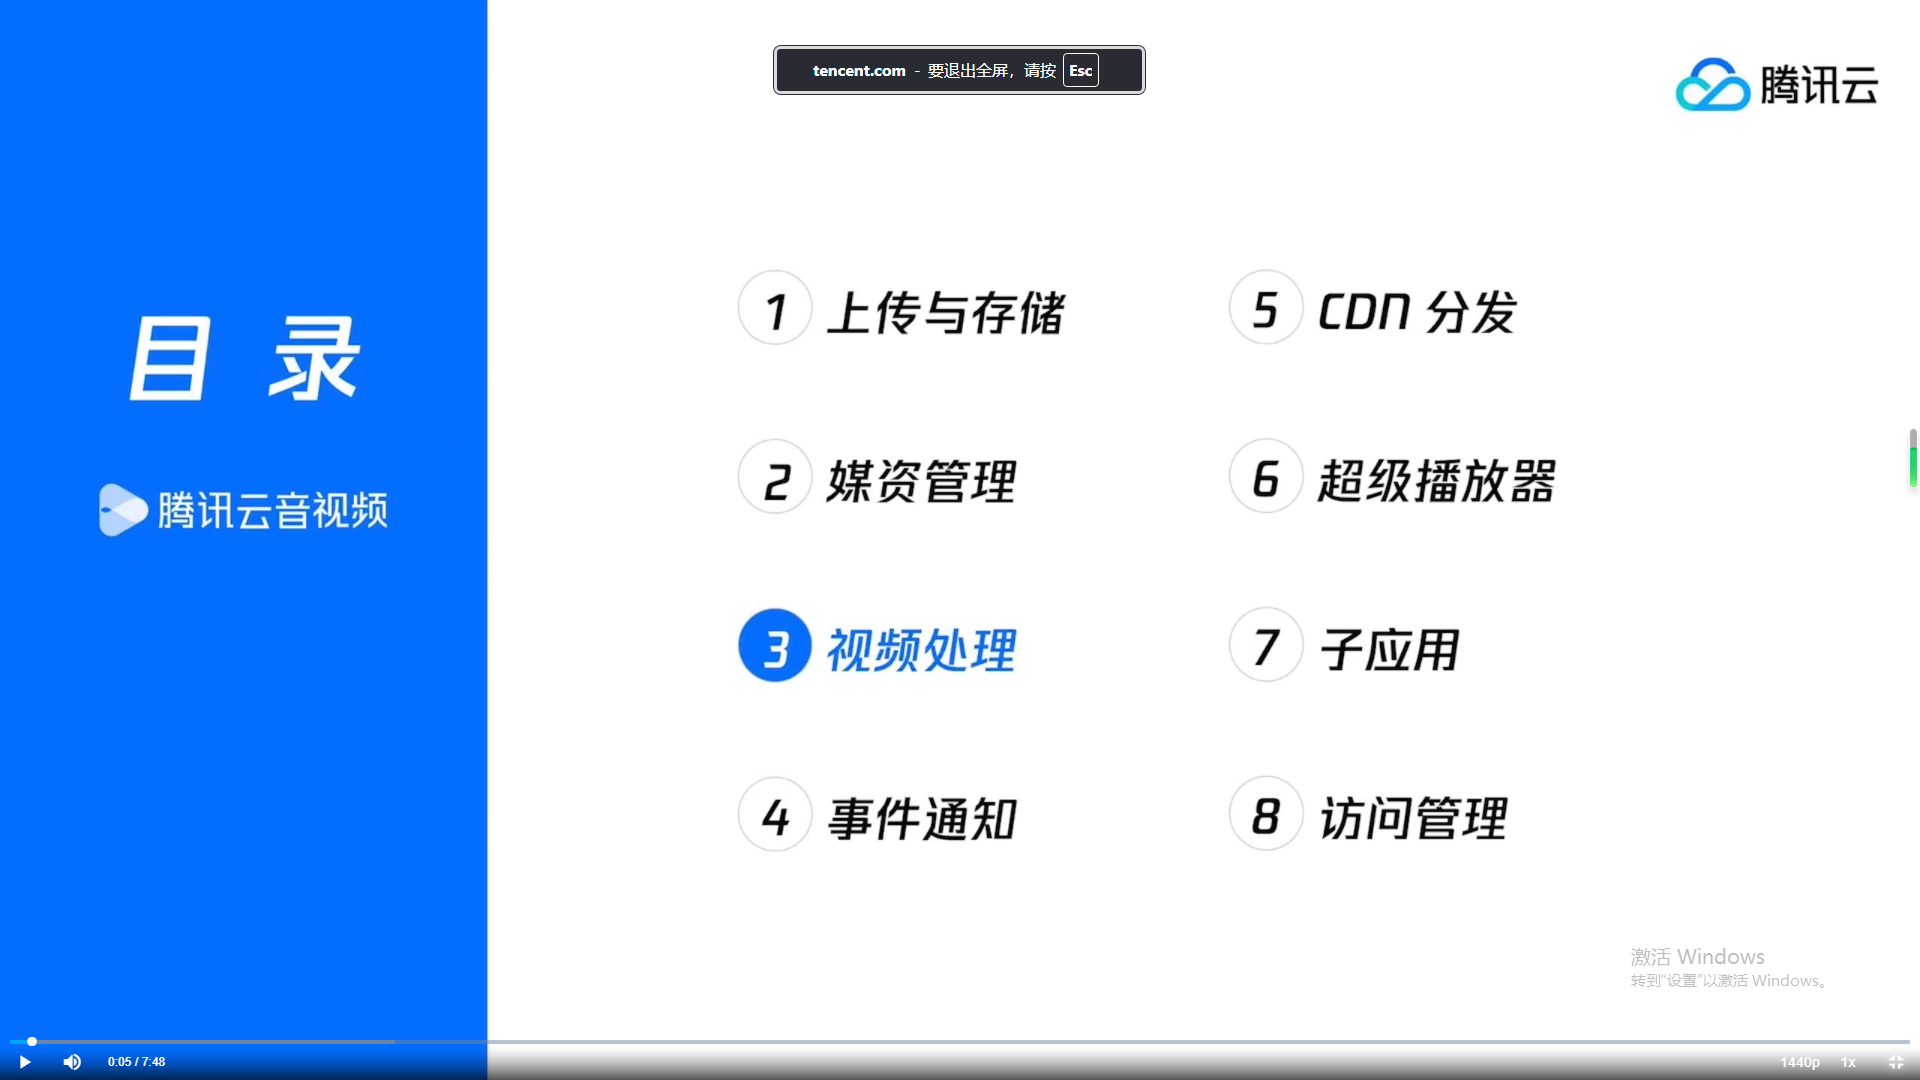 tencent.com - 要退出全屏，请按 Esc
腾讯云
目录
腾讯云音视频
1 上传与存储
2 媒资管理
3 视频处理
4 事件通知
5 CDN 分发
6 超级播放器
7 子应用
8 访问管理
激活 Windows
转到“设置”以激活 Windows。
0:05 / 7:48
1440p
1x